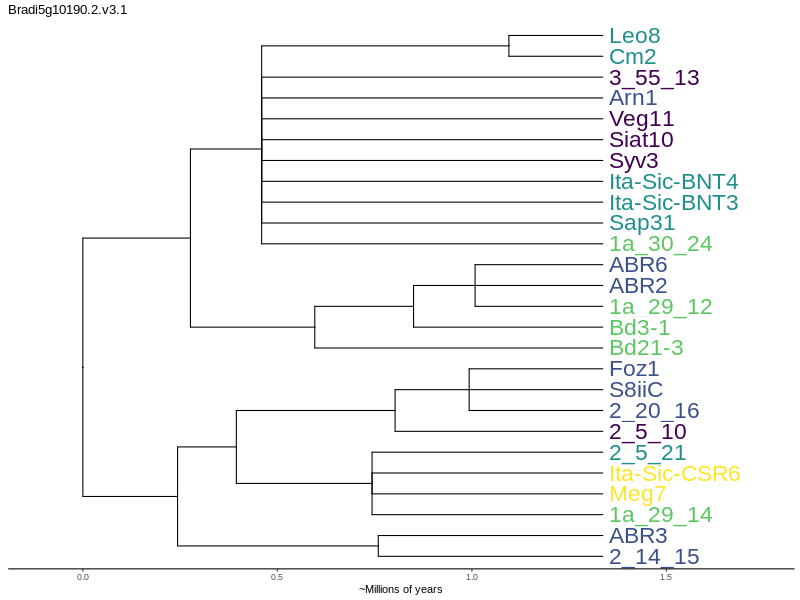 Bradi5g10190.2.v3.1
Leo8
Cm2
3_55_13
Arn1
Veg11
Siat10
Syv3
Ita-Sic-BNT4
Ita-Sic-BNT3
Sap31
1a_30_24
ABR6
ABR2
1a_29_12
Bd3-1
Bd21-3
Foz1
S8iiC
2_20_16
2_5_10
2_5_21
Ita-Sic-CSR6
Meg7
1a_29_14
ABR3
2_14_15
0.0 0.5 1.0 1.5
~Millions of years